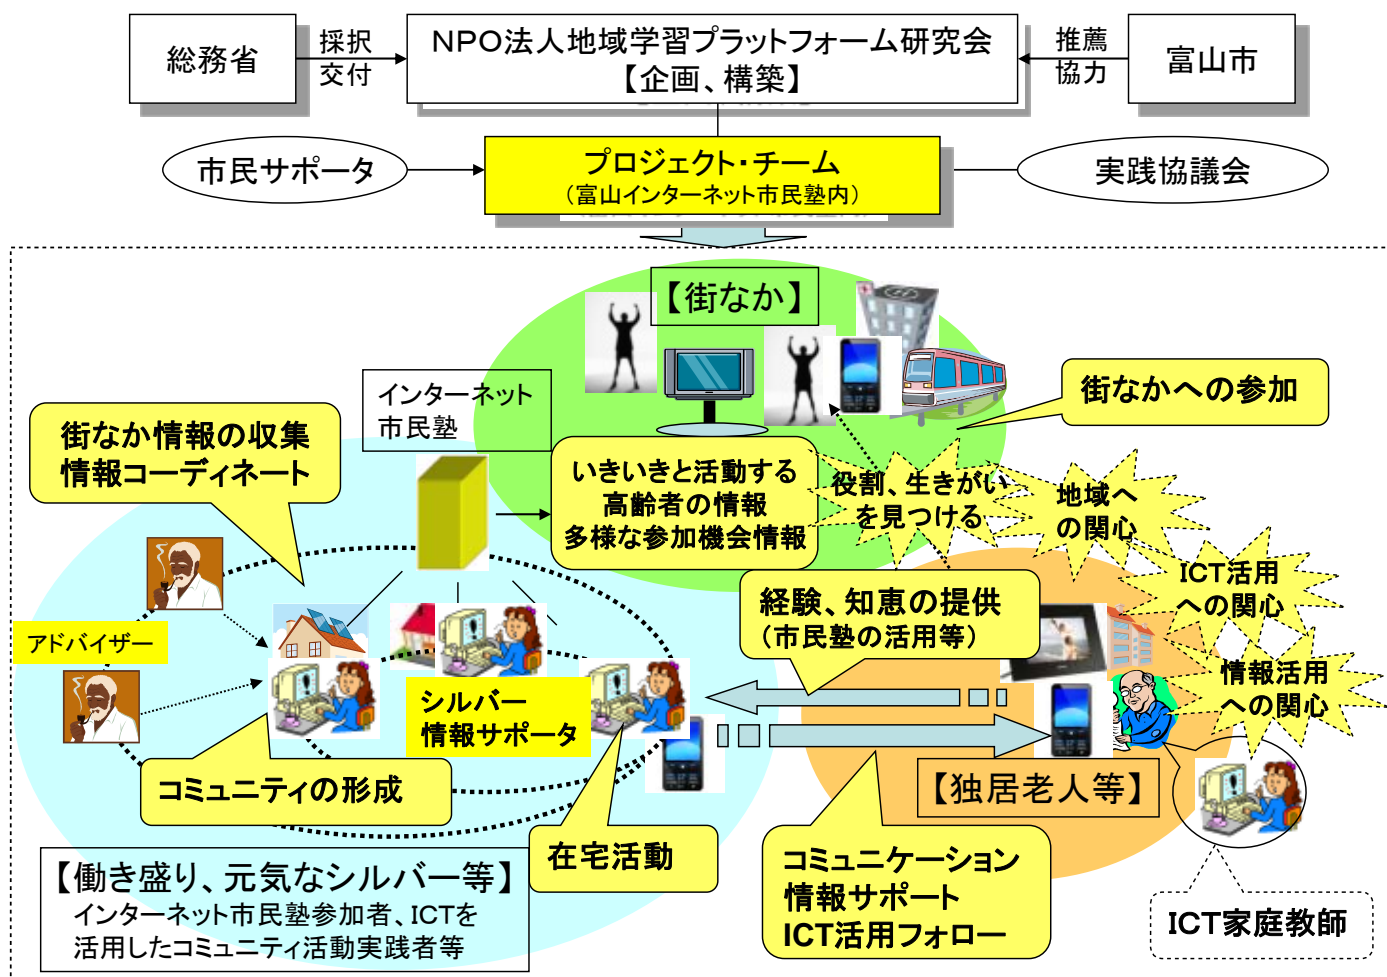 総務省
採択
交付
NPO法人地域学習プラットフォーム研究会
【企画、構築】
推薦
協力
富山市
市民サポータ
プロジェクト・チーム
（富山インターネット市民塾内）
実践協議会
【街なか】
インターネット
市民塾
街なかへの参加
街なか情報の収集
情報コーディネート
いきいきと活動する
高齢者の情報
多様な参加機会情報
役割、生きがい
を見つける
地域へ
の関心
ICT活用
への関心
経験、知恵の提供
（市民塾の活用等）
アドバイザー
情報活用
への関心
シルバー
情報サポータ
コミュニティの形成
【独居老人等】
在宅活動
コミュニケーション
情報サポート
ICT活用フォロー
【働き盛り、元気なシルバー等】
インターネット市民塾参加者、ICTを
活用したコミュニティ活動実践者等
ICT家庭教師